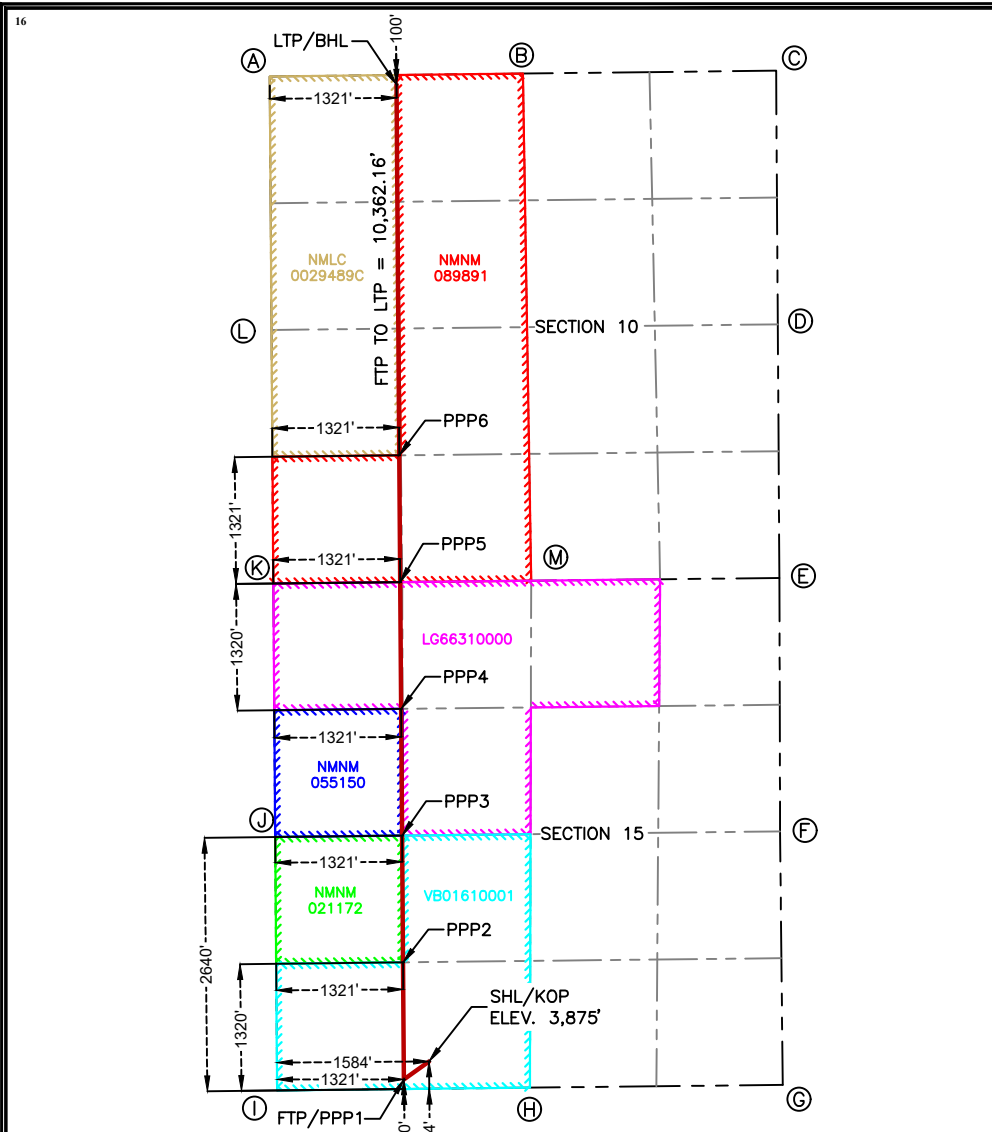 16
LTP/BHL
100'
A
B
C
1321'
FTP TO LTP = 10,362.16'
NMLC
0029489C
NMNM
089891
L
SECTION 10
D
1321'
PPP6
1321'
1321'
PPP5
K
M
E
1320'
LG66310000
PPP4
1321'
NMNM
055150
PPP3
J
SECTION 15
F
1321'
NMNM
021172
VB01610001
PPP2
2640'
1321'
1320'
SHL/KOP
ELEV. 3,875'
1584'
1321'
I
FTP/PPP1
H
G